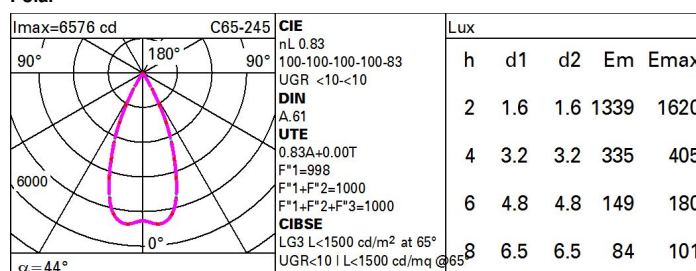 Polar
Imax=6576 cd C65-245
90° 180° 90°
6000
0°
α=44°
CIE
nL 0.83
100-100-100-100-83
UGR <10-<10
DIN
A.61
UTE
0.83A+0.00T
F"1=998
F"1+F"2=1000
F"1+F"2+F"3=1000
CIBSE
LG3 L<1500 cd/m² at 65°
UGR<10 | L<1500 cd/mq @65°
Lux
h d1 d2 Em Emax
2 1.6 1.6 1339 1620
4 3.2 3.2 335 405
6 4.8 4.8 149 180
8 6.5 6.5 84 101